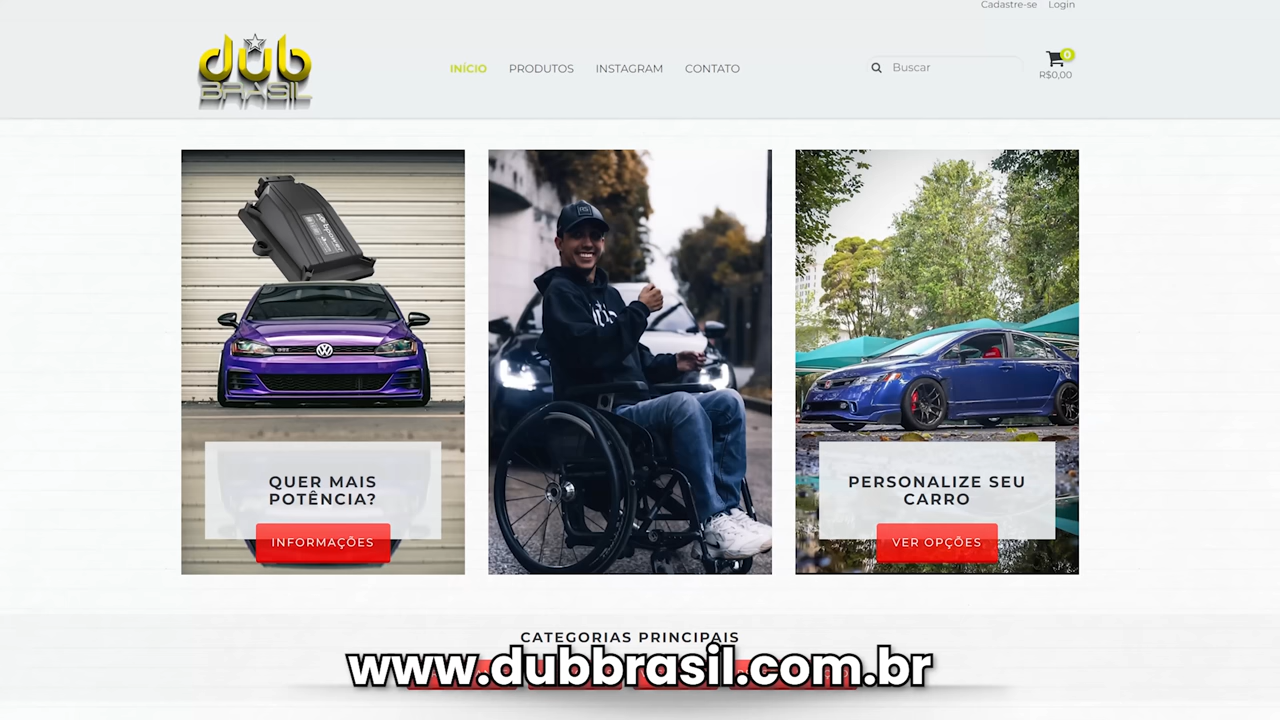 Cadastre-se Login
dub
BRASIL
INÍCIO PRODUTOS INSTAGRAM CONTATO
Buscar
0
R$0,00
QUER MAIS
POTÊNCIA?
INFORMAÇÕES
PERSONALIZE SEU
CARRO
VER OPÇÕES
CATEGORIAS PRINCIPAIS
www.dubbrasil.com.br